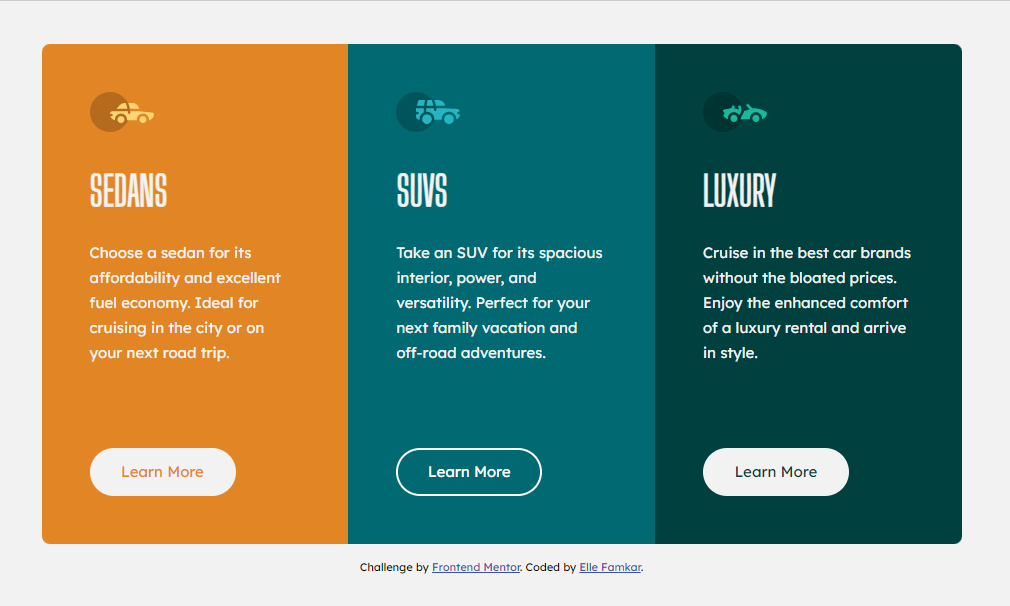 SEDANS
Choose a sedan for its
affordability and excellent
fuel economy. Ideal for
cruising in the city or on
your next road trip.
Learn More
SUVS
Take an SUV for its spacious
interior, power, and
versatility. Perfect for your
next family vacation and
off-road adventures.
Learn More
LUXURY
Cruise in the best car brands
without the bloated prices.
Enjoy the enhanced comfort
of a luxury rental and arrive
in style.
Learn More
Challenge by Frontend Mentor. Coded by Elle Famkar.